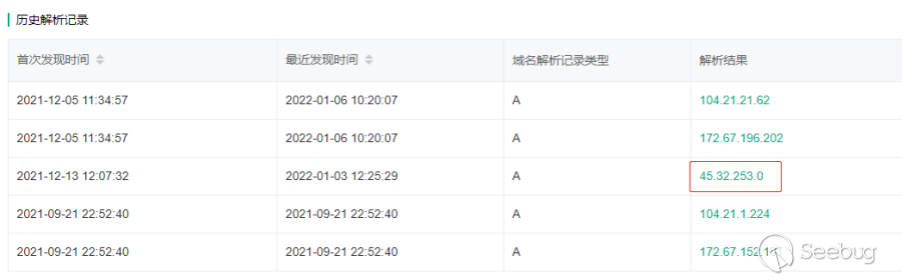 历史解析记录
首次发现时间 最近发现时间 域名解析记录类型 解析结果
2021-12-05 11:34:57 2022-01-06 10:20:07 A 104.21.21.62
2021-12-05 11:34:57 2022-01-06 10:20:07 A 172.67.196.202
2021-12-13 12:07:32 2022-01-03 12:25:29 A 45.32.253.0
2021-09-21 22:52:40 2021-09-21 22:52:40 A 104.21.1.224
2021-09-21 22:52:40 2021-09-21 22:52:40 A
Seebug